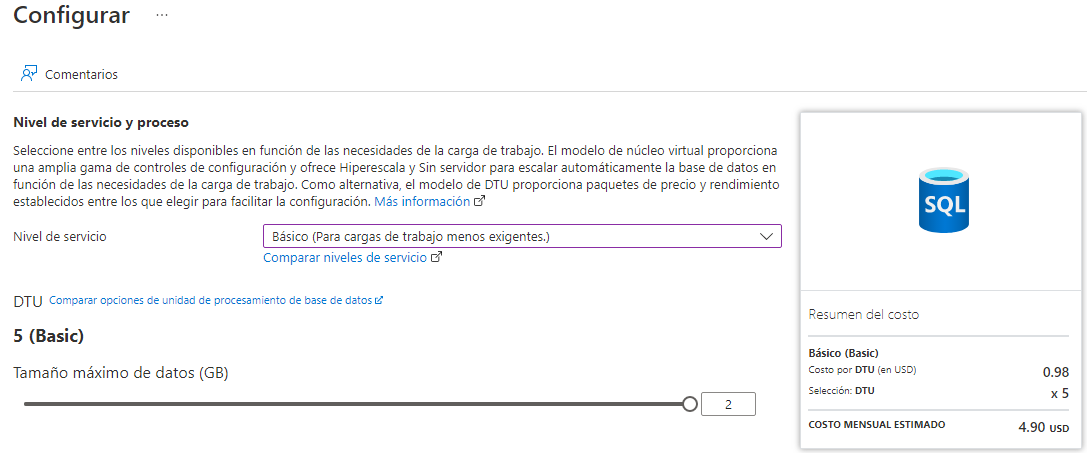 Configurar ...
Comentarios
Nivel de servicio y proceso
Seleccione entre los niveles disponibles en función de las necesidades de la carga de trabajo. El modelo de núcleo virtual proporciona
una amplia gama de controles de configuración y ofrece Hiperescala y Sin servidor para escalar automáticamente la base de datos en
función de las necesidades de la carga de trabajo. Como alternativa, el modelo de DTU proporciona paquetes de precio y rendimiento
establecidos entre los que elegir para facilitar la configuración. Más información
Nivel de servicio
Básico (Para cargas de trabajo menos exigentes.)
Comparar niveles de servicio
DTU Comparar opciones de unidad de procesamiento de base de datos
5 (Basic)
Tamaño máximo de datos (GB)
2
SQL
Resumen del costo
Básico (Basic)
Costo por DTU (en USD) 0.98
Selección: DTU x 5
COSTO MENSUAL ESTIMADO 4.90 USD